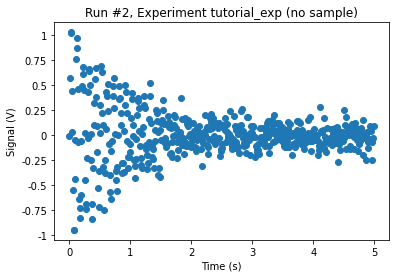 Run #2, Experiment tutorial_exp (no sample)
1
0.75
0.5
0.25
0
-0.25
-0.5
-0.75
-1
Signal (V)
0 1 2 3 4 5
Time (s)